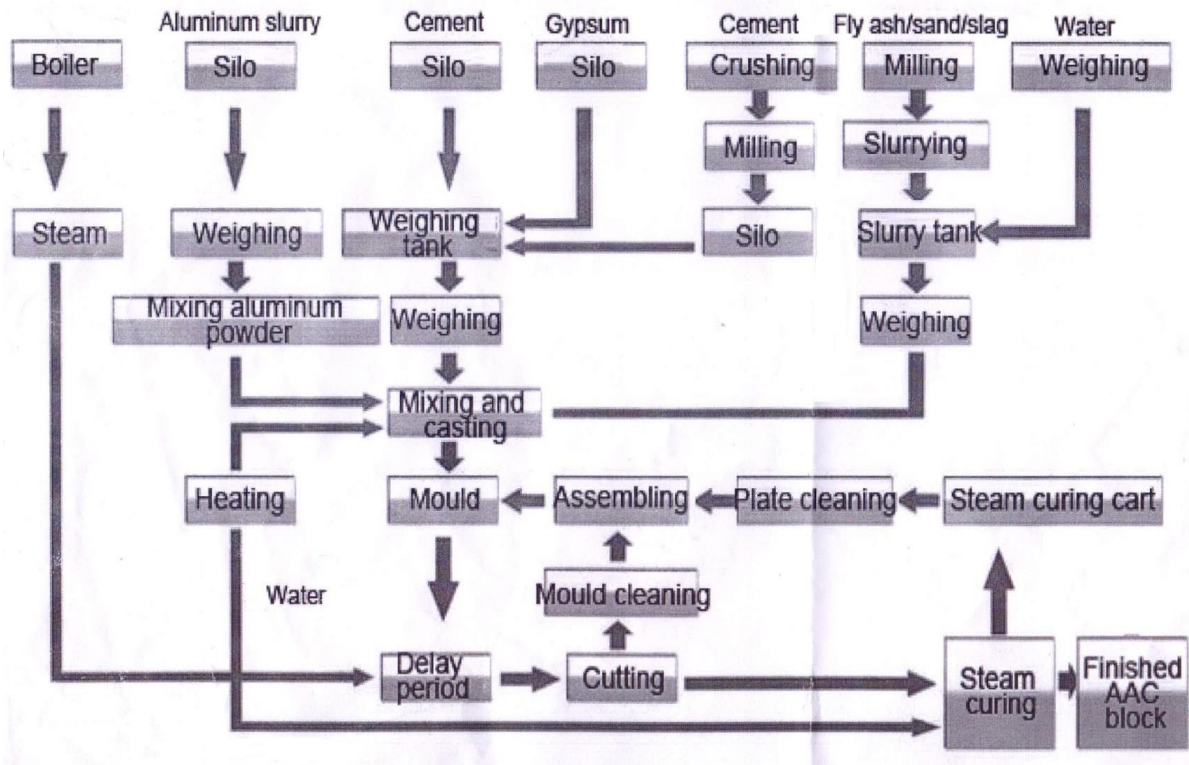 Aluminum slurry
Cement
Gypsum
Cement
Fly ash/sand/slag
Water
Boiler
Silo
Silo
Silo
Crushing
Milling
Weighing
Milling
Slurrying
Steam
Weighing
Weighing
tank
Silo
Slurry tank
Mixing aluminum
powder
Weighing
Weighing
Mixing and
casting
Heating
Mould
Assembling
Plate cleaning
Steam curing cart
Water
Mould cleaning
Delay
period
Cutting
Steam
curing
Finished
AAC
block